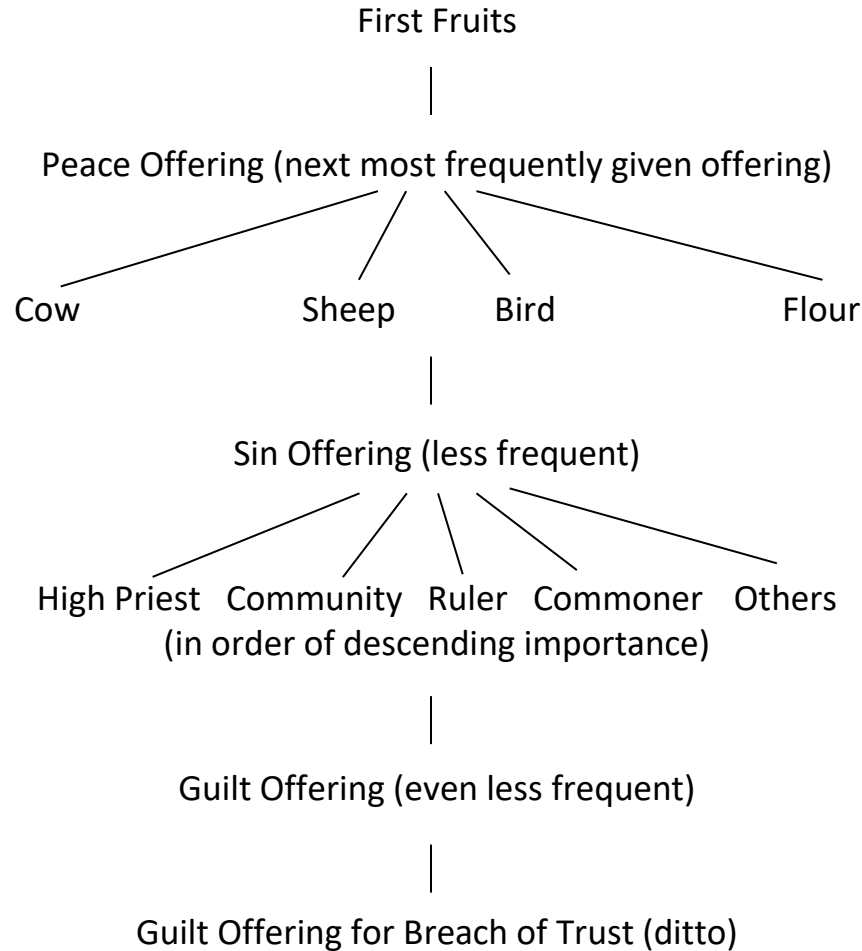 First Fruits
Peace Offering (next most frequently given offering)
Cow Sheep Bird Flour
Sin Offering (less frequent)
High Priest Community Ruler Commoner Others
(in order of descending importance)
Guilt Offering (even less frequent)
Guilt Offering for Breach of Trust (ditto)